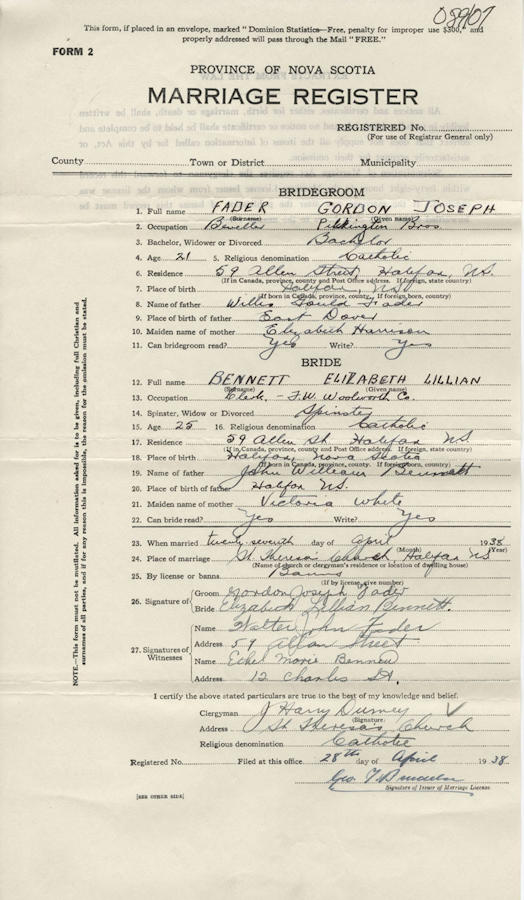 089107
This form, if placed in an envelope, marked "Dominion Statistics—Free, penalty for improper use $300," and
properly addressed will pass through the Mail "FREE."
FORM 2
PROVINCE OF NOVA SCOTIA
MARRIAGE REGISTER
REGISTERED No.
(For use of Registrar General only)
County Town or District Municipality
BRIDEGROOM
1. Full name FADER GORDON JOSEPH
(Surname) (Given name)
2. Occupation Pilkington Bros
3. Bachelor, Widower or Divorced Bachelor
4. Age 21 5. Religious denomination Catholic
6. Residence 59 Allen Street, Halifax, N.S.
(If in Canada, province, county and Post Office address. If foreign, state country)
7. Place of birth Halifax, N.S.
(If born in Canada, province, county. If foreign born, country)
8. Name of father Willis Gould Fader
9. Place of birth of father East Dover
10. Maiden name of mother Elizabeth Harrison
11. Can bridegroom read? Yes Write? Yes
BRIDE
12. Full name BENNETT ELIZABETH LILLIAN
(Surname) (Given name)
13. Occupation Clerk - F.W. Woolworth Co.
14. Spinster, Widow or Divorced Spinster
15. Age 25 16. Religious denomination Catholic
17. Residence 59 Allen St Halifax N.S.
(If in Canada, province, county and Post Office address. If foreign, state country)
18. Place of birth Halifax, Nova Scotia
(If born in Canada, province, county. If foreign born, country)
19. Name of father John William Bennett
20. Place of birth of father Halifax N.S.
21. Maiden name of mother Victoria White
22. Can bride read? Yes Write? Yes
23. When married twenty seventh day of April 1938
(Month) (Year)
24. Place of marriage St Theresa's Church, Halifax N.S
(Name of church or clergyman's residence or location of dwelling house)
25. By license or banns Banns
(If by license, give number)
26. Signature of
Groom Gordon Joseph Fader
Bride Elizabeth Lillian Bennett.
27. Signatures of Witnesses
Name Walter John Fader
Address 59 Allan Street
Name Ethel Marie Bennett
Address 12 Charles St.
I certify the above stated particulars are true to the best of my knowledge and belief.
Clergyman J Harry Durney
(Signature)
Address St Theresa's Church
Religious denomination Catholic
Registered No. Filed at this office 28th day of April 1938
Geo
Signature of Issuer of Marriage License
[SEE OTHER SIDE]
NOTE.—This form must not be mutilated. All information asked for is to be given, including full Christian and
surnames of all parties, and if for any reason this is impossible, the reason for the omission must be stated.